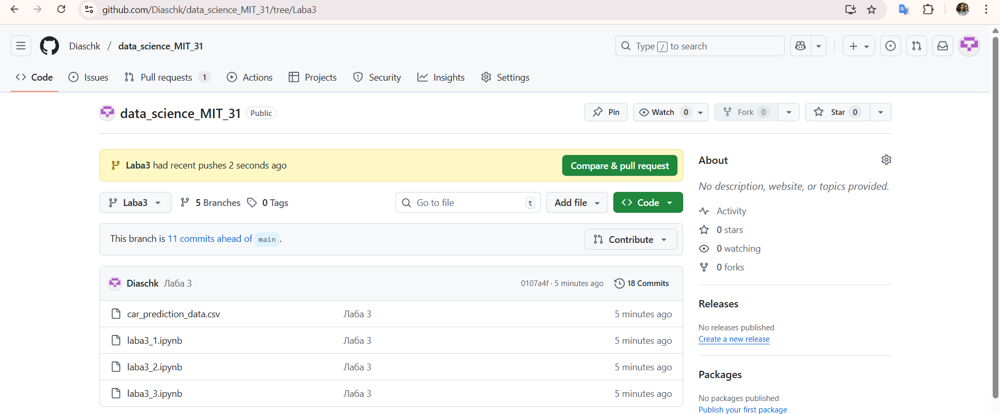 github.com/Diaschk/data_science_MIT_31/tree/Laba3
Diaschk / data_science_MIT_31
Type / to search
Code
Issues
Pull requests 1
Actions
Projects
Security
Insights
Settings
data_science_MIT_31 Public
Pin
Watch 0
Fork 0
Star 0
Laba3 had recent pushes 2 seconds ago
Compare & pull request
Laba3
5 Branches
0 Tags
Go to file t
Add file
Code
This branch is 11 commits ahead of main.
Contribute
Diaschk Лаба 3 0107a4f · 5 minutes ago 18 Commits
car_prediction_data.csv Лаба 3 5 minutes ago
laba3_1.ipynb Лаба 3 5 minutes ago
laba3_2.ipynb Лаба 3 5 minutes ago
laba3_3.ipynb Лаба 3 5 minutes ago
About
No description, website, or topics provided.
Activity
0 stars
0 watching
0 forks
Releases
No releases published
Create a new release
Packages
No packages published
Publish your first package